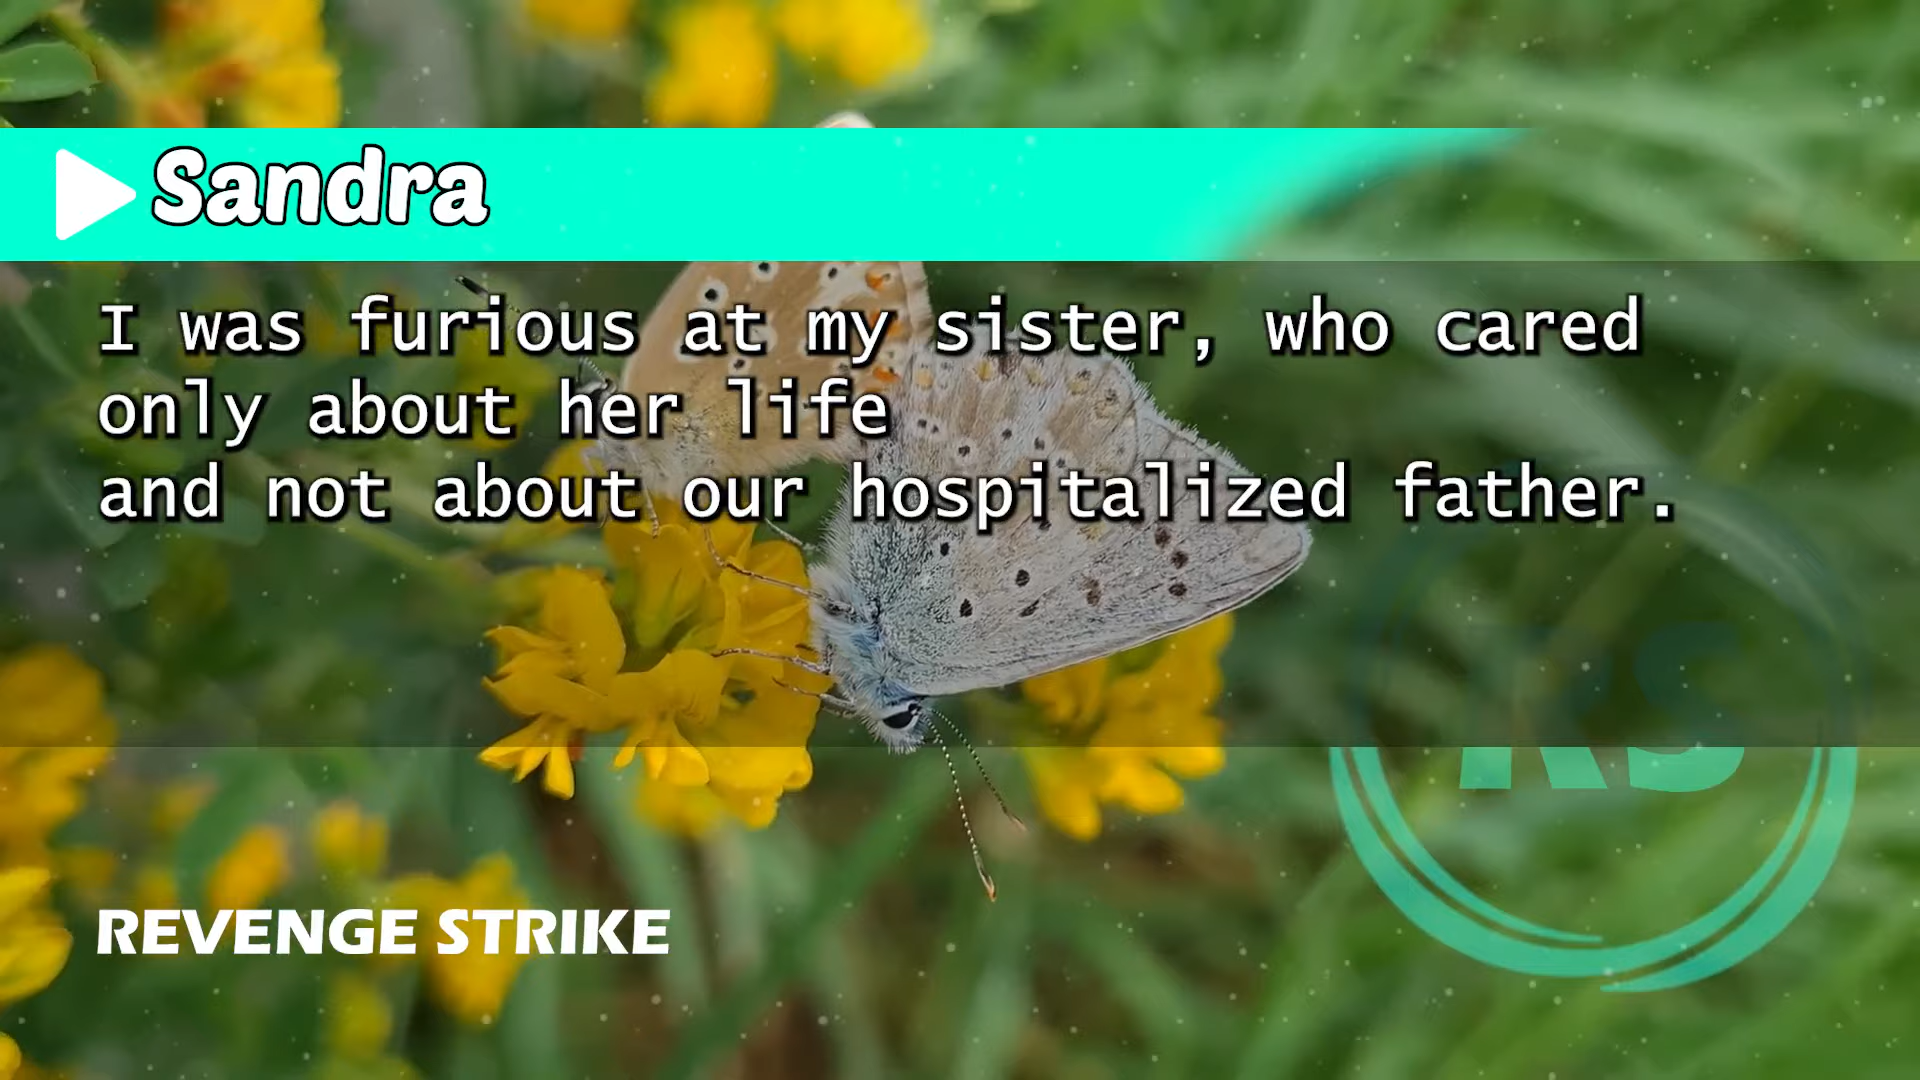 Sandra
I was furious at my sister, who cared
only about her life
and not about our hospitalized father.
REVENGE STRIKE
RS